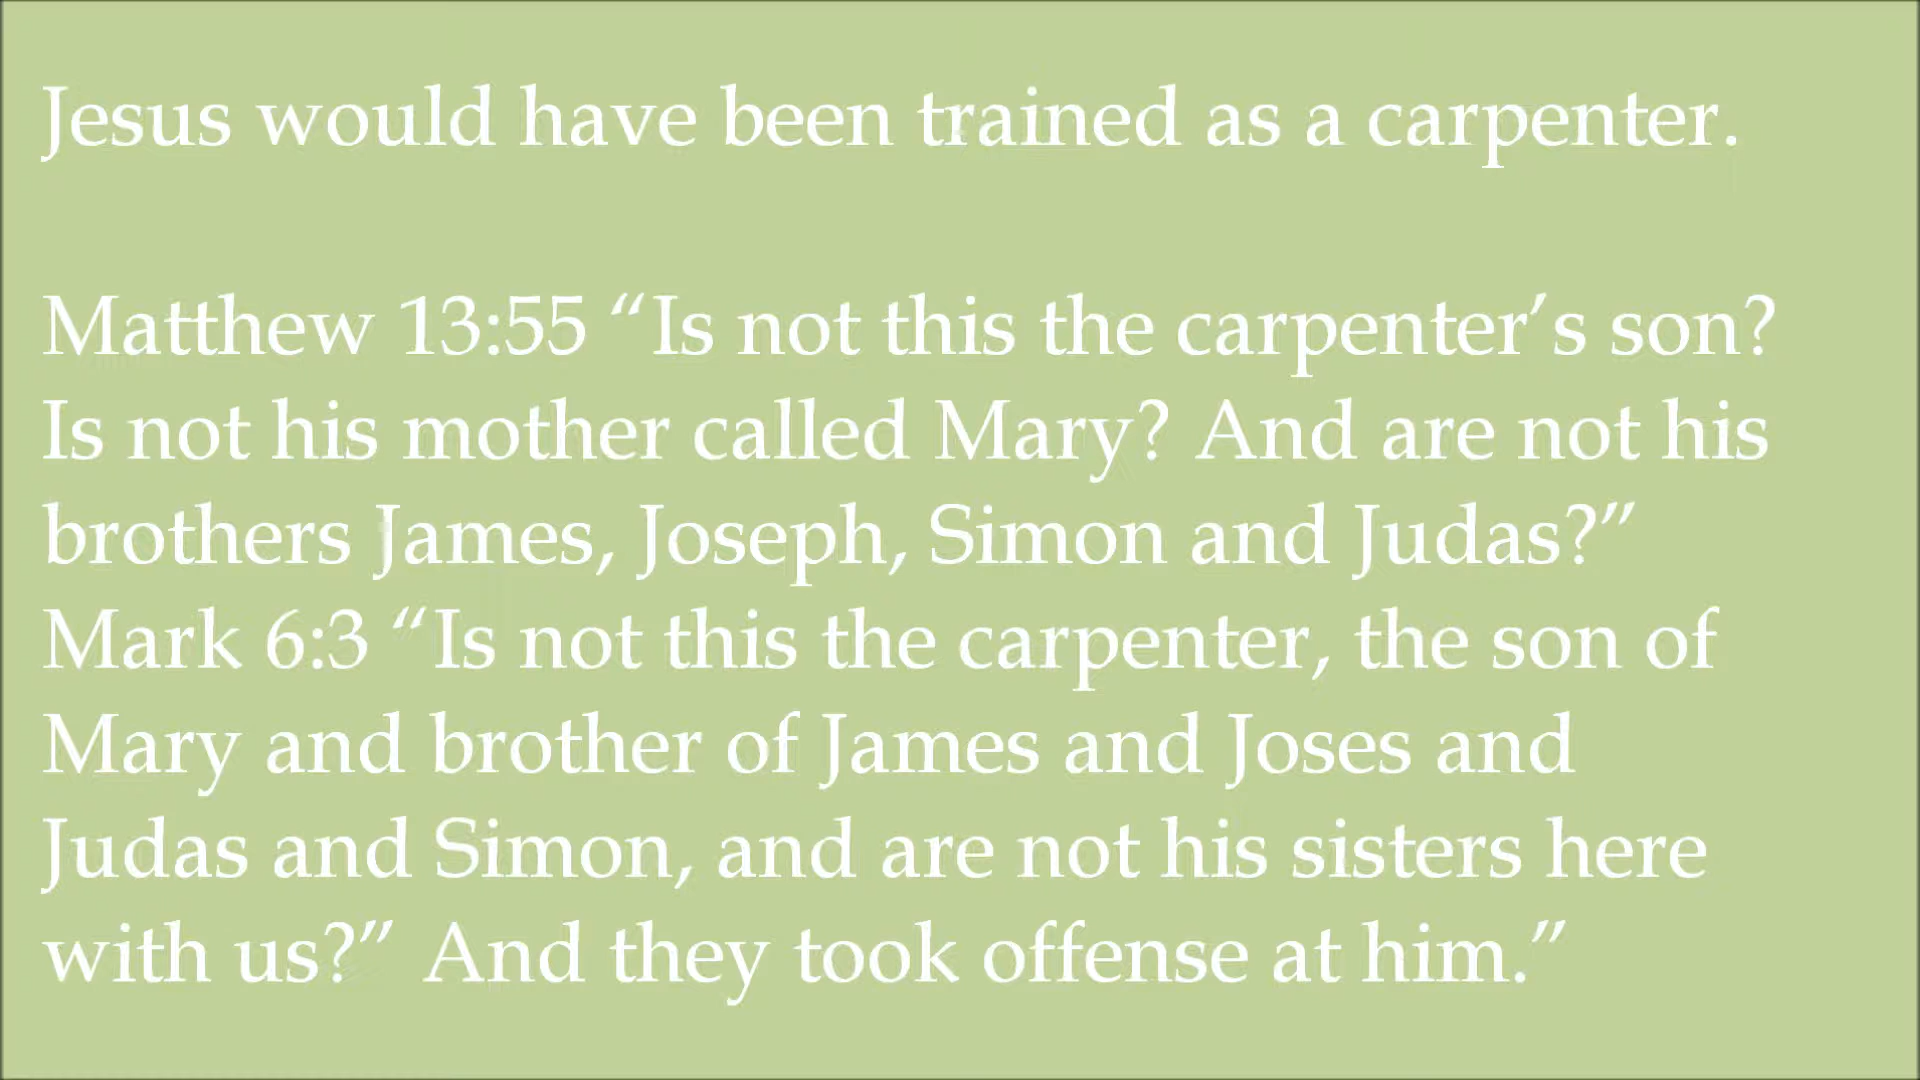 Jesus would have been trained as a carpenter.
Matthew 13:55 “Is not this the carpenter’s son?
Is not his mother called Mary? And are not his
brothers James, Joseph, Simon and Judas?”
Mark 6:3 “Is not this the carpenter, the son of
Mary and brother of James and Joses and
Judas and Simon, and are not his sisters here
with us?” And they took offense at him.”